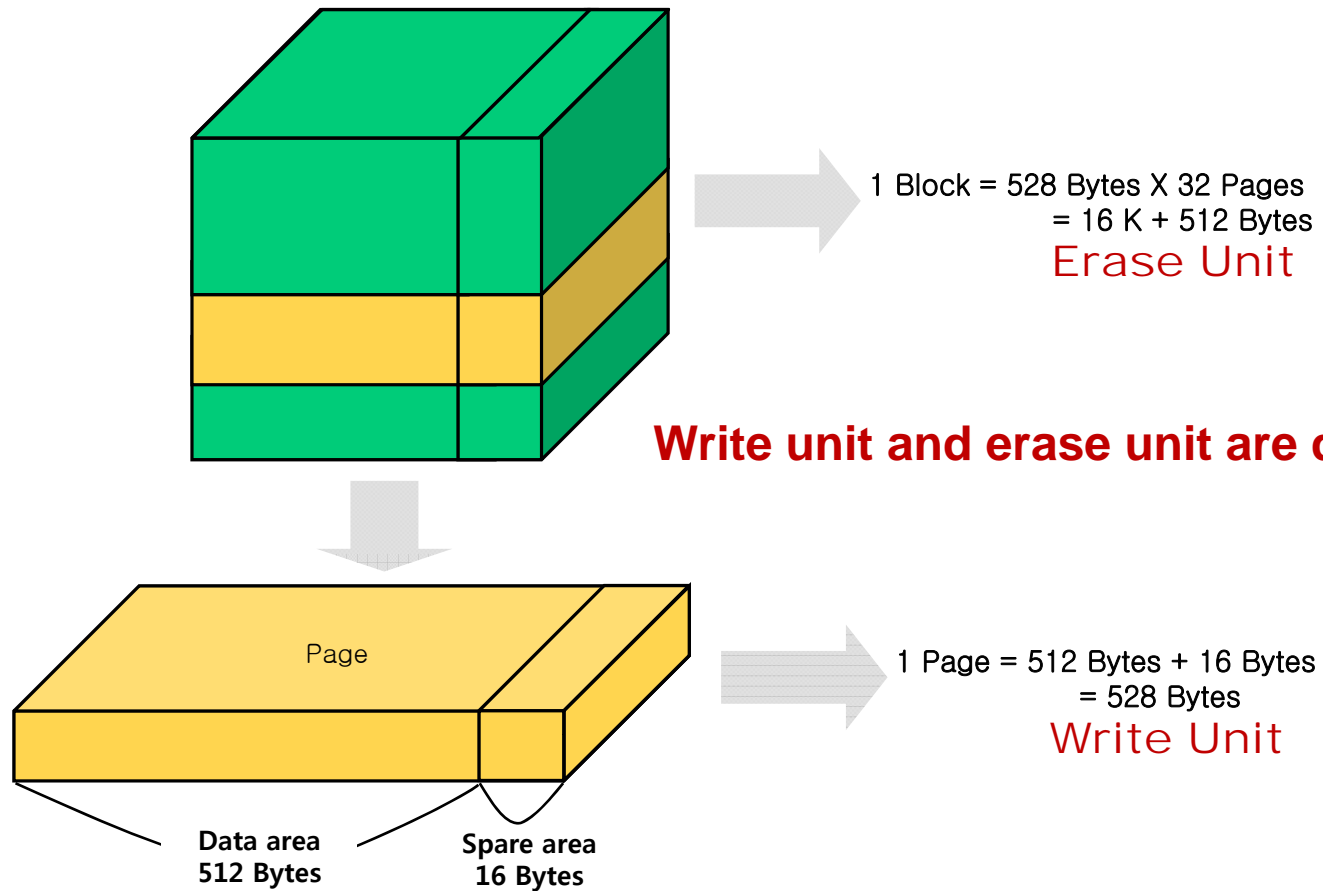 1 Block = 528 Bytes X 32 Pages
= 16 K + 512 Bytes
Erase Unit
Write unit and erase unit are
Page
1 Page = 512 Bytes + 16 Bytes
= 528 Bytes
Write Unit
Data area
512 Bytes
Spare area
16 Bytes